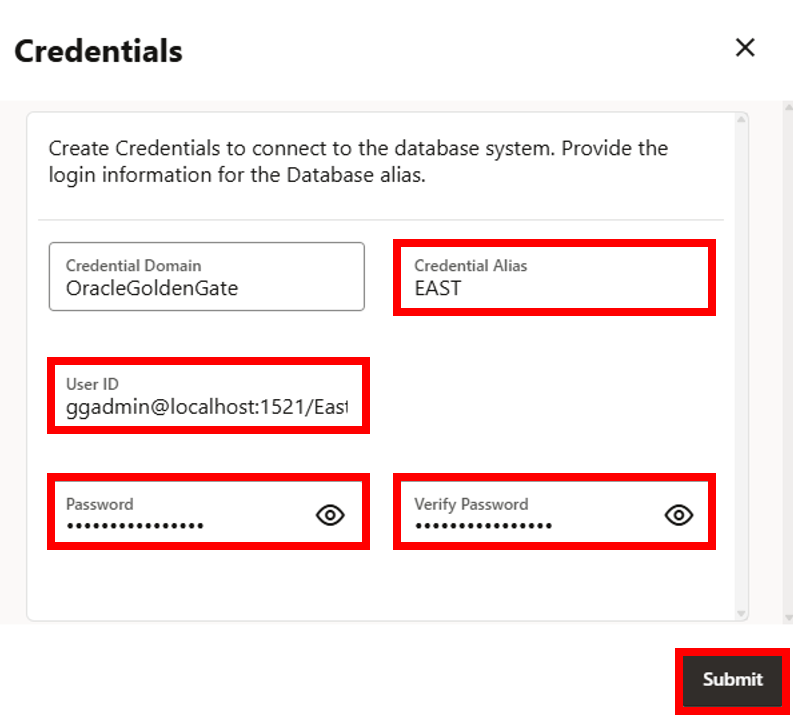 Credentials
Create Credentials to connect to the database system. Provide the
login information for the Database alias.
Credential Domain
OracleGoldenGate
Credential Alias
EAST
User ID
ggadmin@localhost:1521/East
Password
••••••••••••••••
Verify Password
••••••••••••••••
Submit